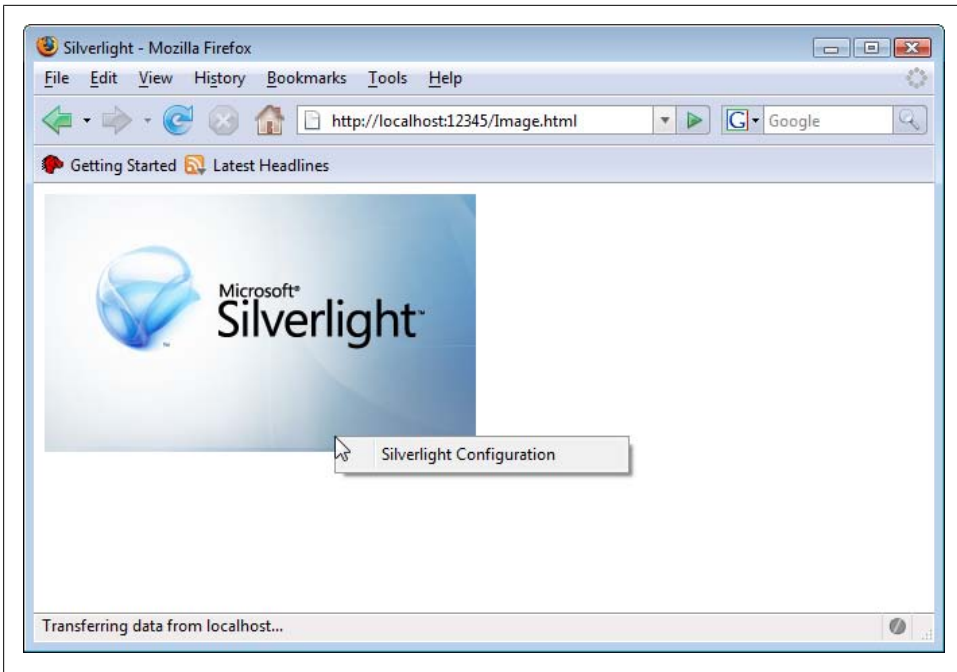 Silverlight - Mozilla Firefox
File Edit View History Bookmarks Tools Help
http://localhost:12345/Image.html
G Google
Getting Started Latest Headlines
Microsoft®
Silverlight™
™
Silverlight Configuration
Transferring data from localhost...